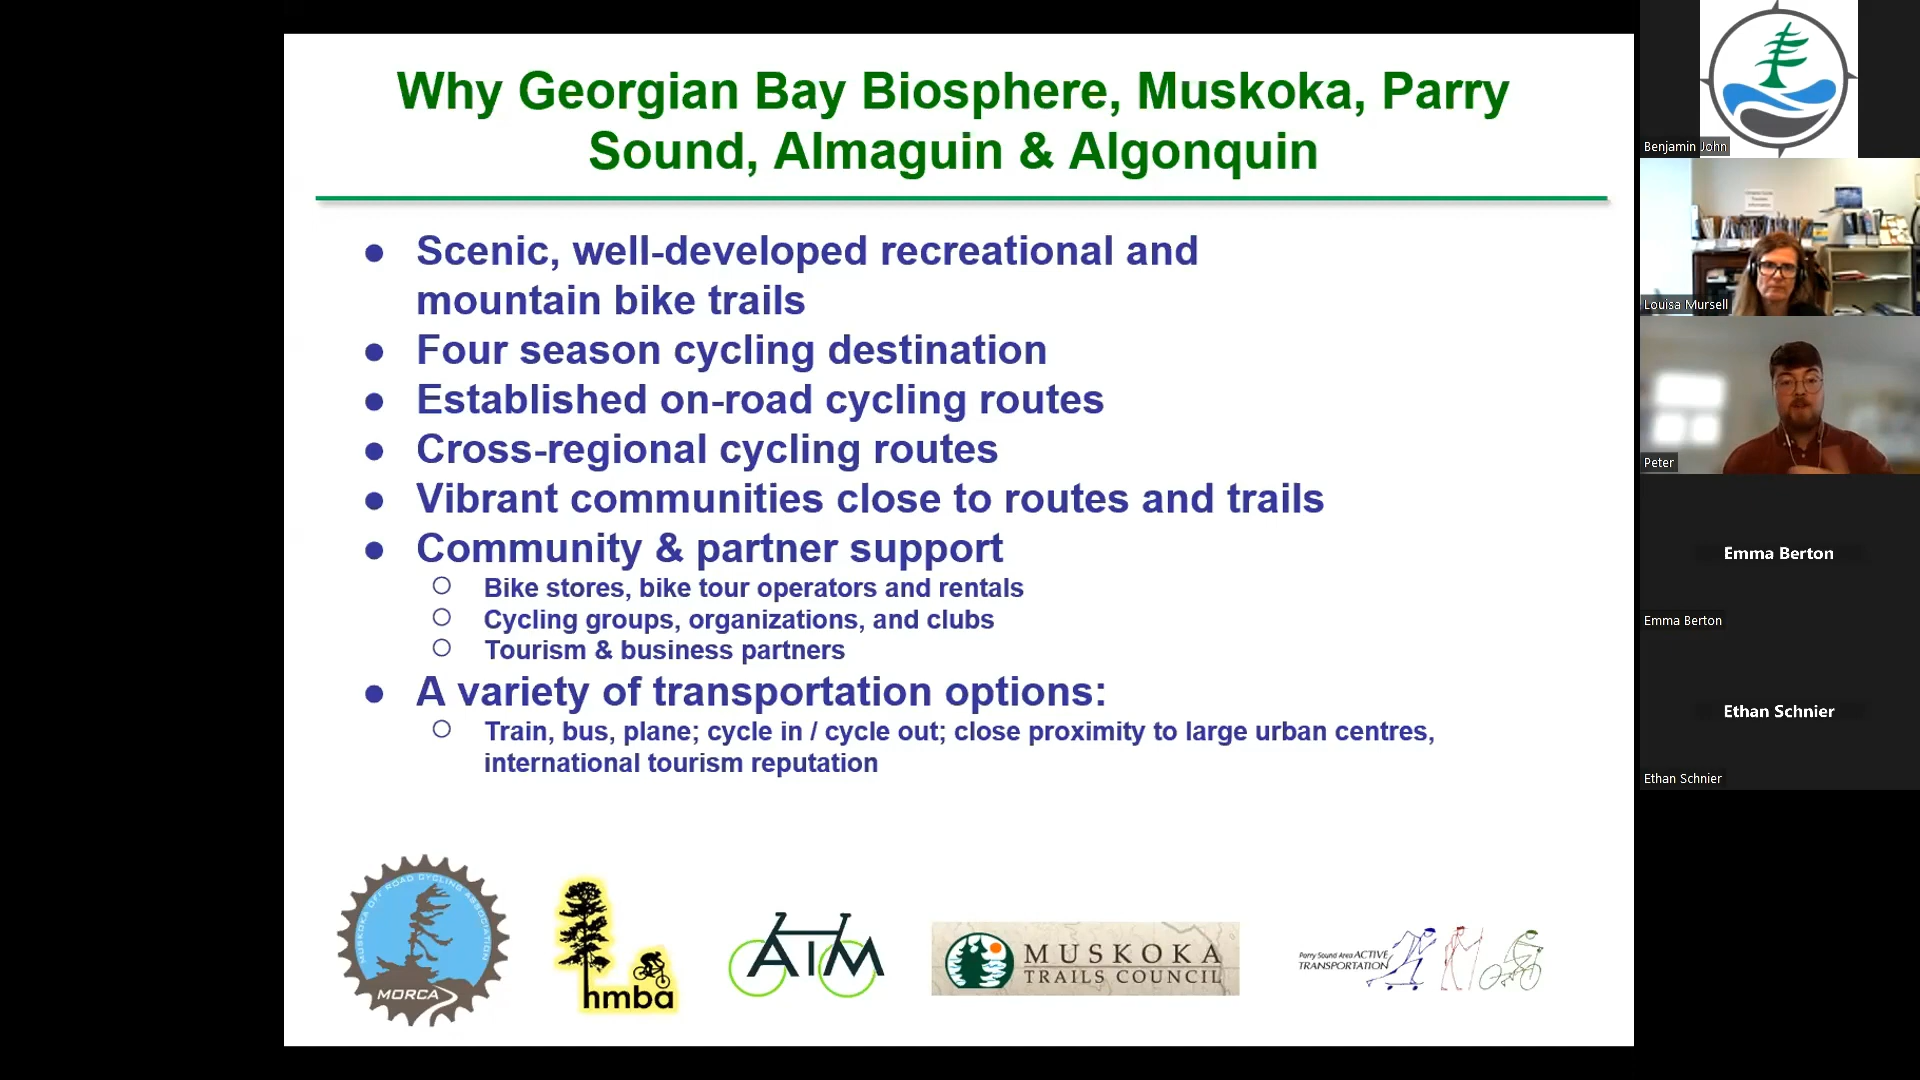 Why Georgian Bay Biosphere, Muskoka, Parry
Sound, Almaguin & Algonquin
● Scenic, well-developed recreational and
mountain bike trails
● Four season cycling destination
● Established on-road cycling routes
● Cross-regional cycling routes
● Vibrant communities close to routes and trails
● Community & partner support
○ Bike stores, bike tour operators and rentals
○ Cycling groups, organizations, and clubs
○ Tourism & business partners
● A variety of transportation options:
○ Train, bus, plane; cycle in / cycle out; close proximity to large urban centres,
international tourism reputation
MUSKOKA OFF ROAD CYCLING ASSOCIATION
MORCA
hmba
ATM
MUSKOKA
TRAILS COUNCIL
Parry Sound Area ACTIVE
TRANSPORTATION
Benjamin John
Louisa Mursell
Peter
Emma Berton
Emma Berton
Ethan Schnier
Ethan Schnier